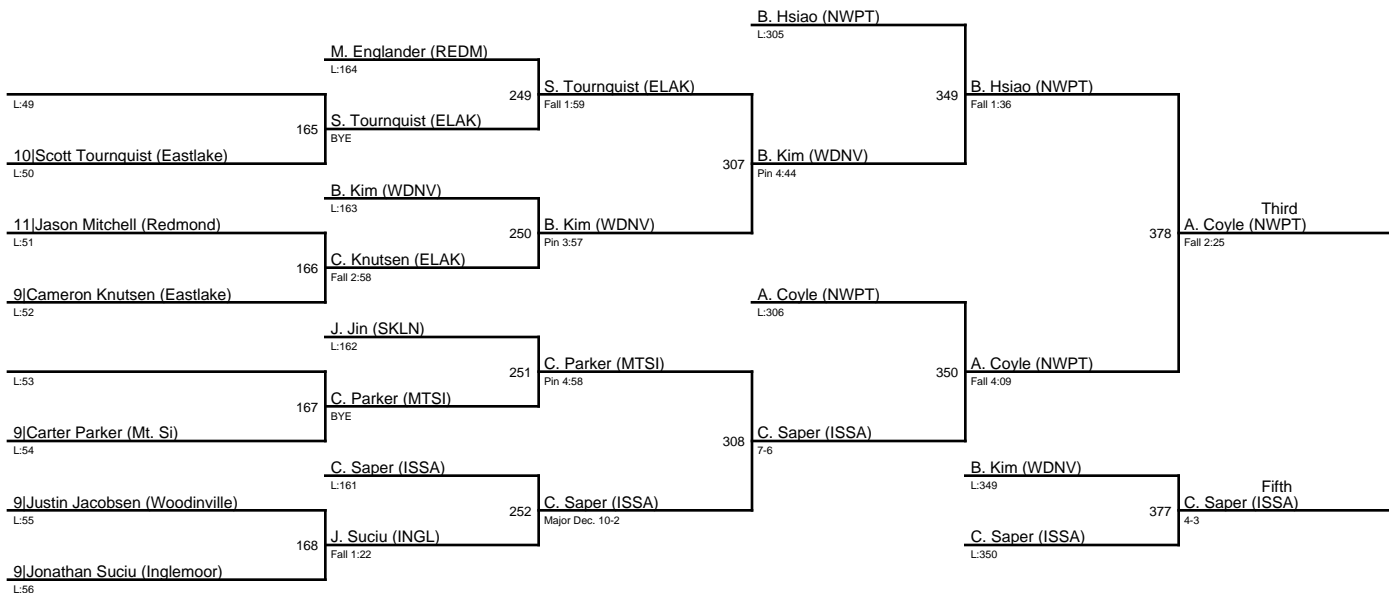 L:49
165
10|Scott Tournquist (Eastlake)
L:50
11|Jason Mitchell (Redmond)
L:51
166
9|Cameron Knutsen (Eastlake)
L:52
L:53
167
9|Carter Parker (Mt. Si)
L:54
9|Justin Jacobsen (Woodinville)
L:55
168
9|Jonathan Suciu (Inglemoor)
L:56
M. Englander (REDM)
L:164
249
S. Tournquist (ELAK)
BYE
B. Kim (WDNV)
L:163
250
C. Knutsen (ELAK)
Fall 2:58
J. Jin (SKLN)
L:162
251
C. Parker (MTSI)
BYE
C. Saper (ISSA)
L:161
252
J. Suciu (INGL)
Fall 1:22
S. Tournquist (ELAK)
Fall 1:59
307
B. Kim (WDNV)
Pin 3:57
C. Parker (MTSI)
Pin 4:58
308
C. Saper (ISSA)
Major Dec. 10-2
B. Hsiao (NWPT)
L:305
349
B. Kim (WDNV)
Pin 4:44
A. Coyle (NWPT)
L:306
350
C. Saper (ISSA)
7-6
B. Hsiao (NWPT)
Fall 1:36
378
A. Coyle (NWPT)
Fall 4:09
B. Kim (WDNV)
L:349
377
C. Saper (ISSA)
L:350
Third
A. Coyle (NWPT)
Fall 2:25
Fifth
C. Saper (ISSA)
4-3